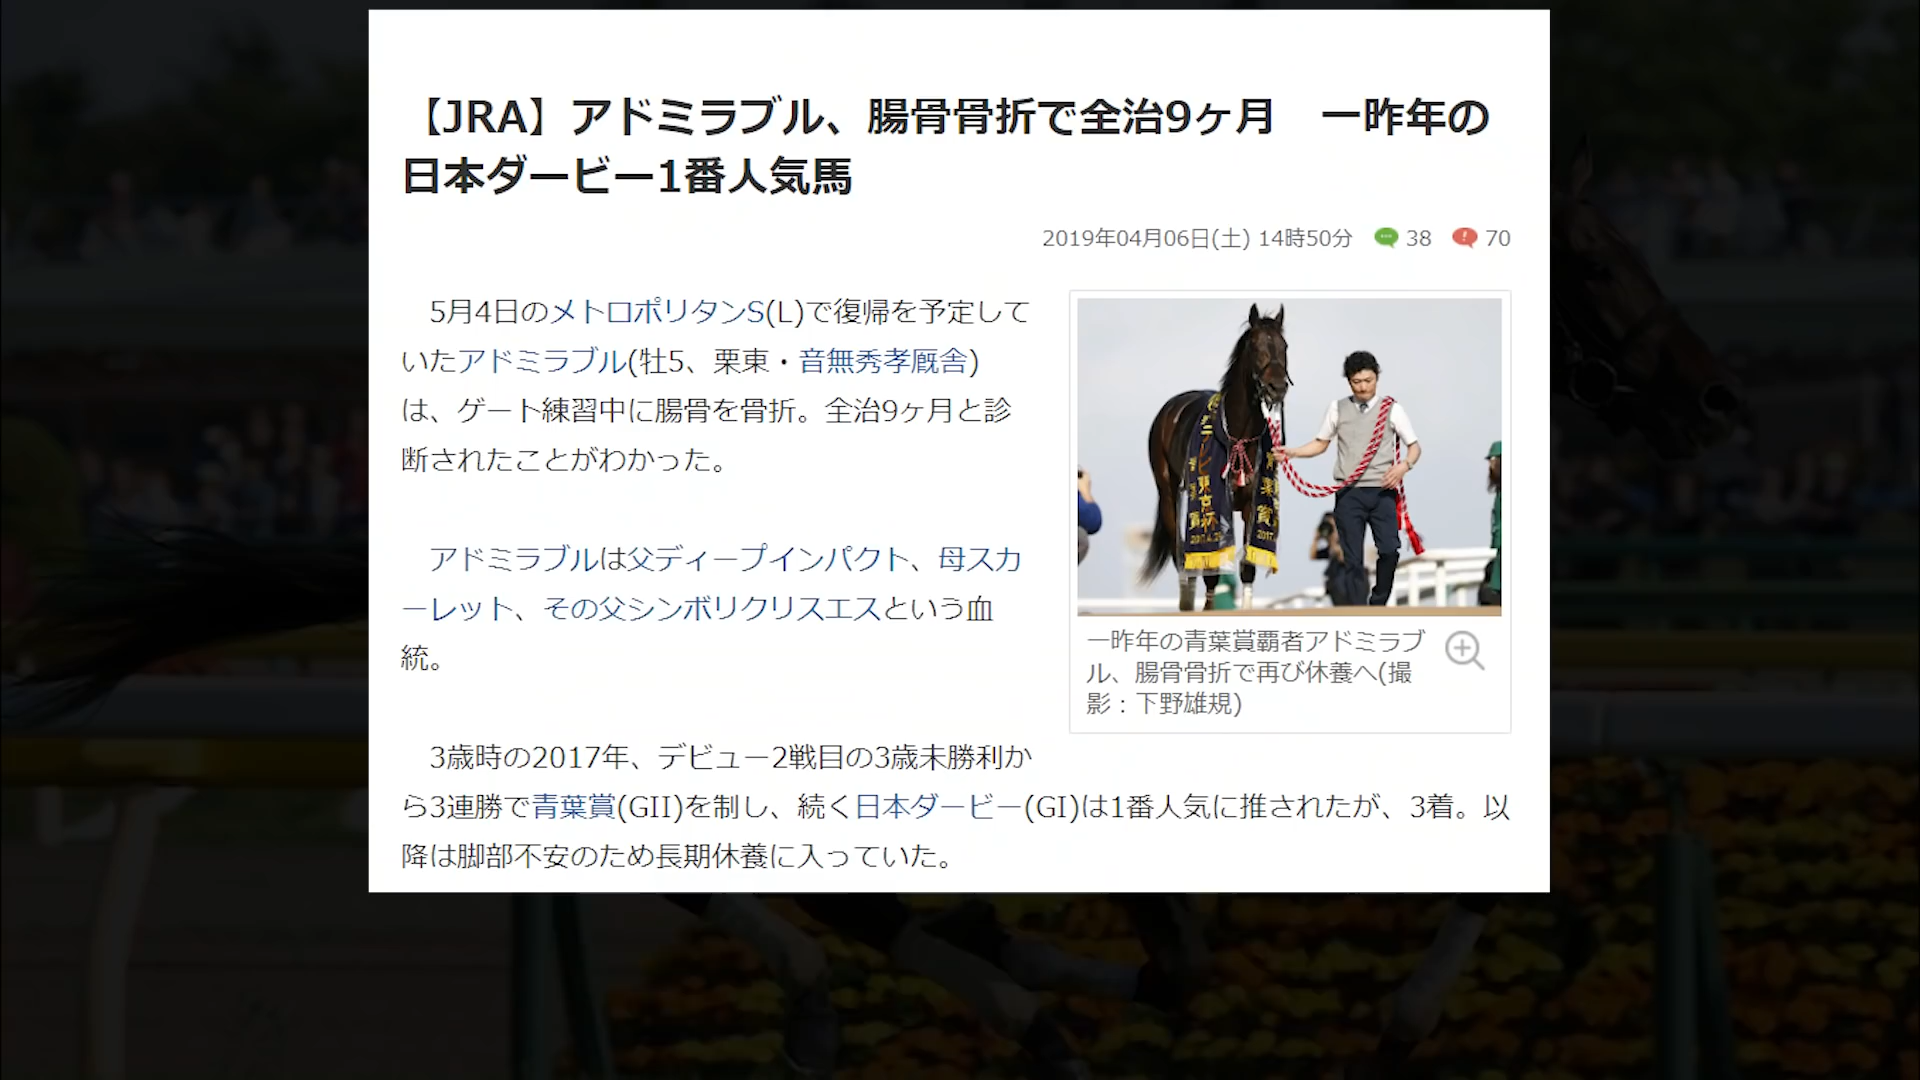 【JRA】アドミラブル、腸骨骨折で全治9ヶ月　一昨年の
日本ダービー1番人気馬
2019年04月06日(土) 14時50分 38 70
5月4日のメトロポリタンS(L)で復帰を予定して
いたアドミラブル(牡5、栗東・音無秀孝厩舎)
は、ゲート練習中に腸骨を骨折。全治9ヶ月と診
断されたことがわかった。
アドミラブルは父ディープインパクト、母スカ
ーレット、その父シンボリクリスエスという血
統。
3歳時の2017年、デビュー2戦目の3歳未勝利か
ら3連勝で青葉賞(GII)を制し、続く日本ダービー(GI)は1番人気に推されたが、3着。以
降は脚部不安のため長期休養に入っていた。
テレビ東京杯
青葉賞
2017
一昨年の青葉賞覇者アドミラブ
ル、腸骨骨折で再び休養へ(撮
影：下野雄規)